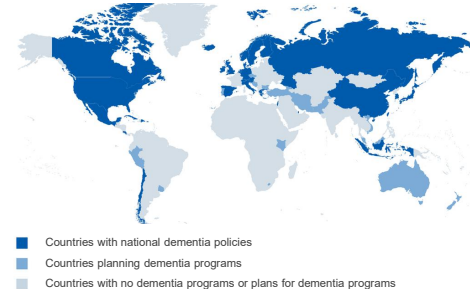 Countries with national dementia policies
Countries planning dementia programs
Countries with no dementia programs or plans for dementia programs